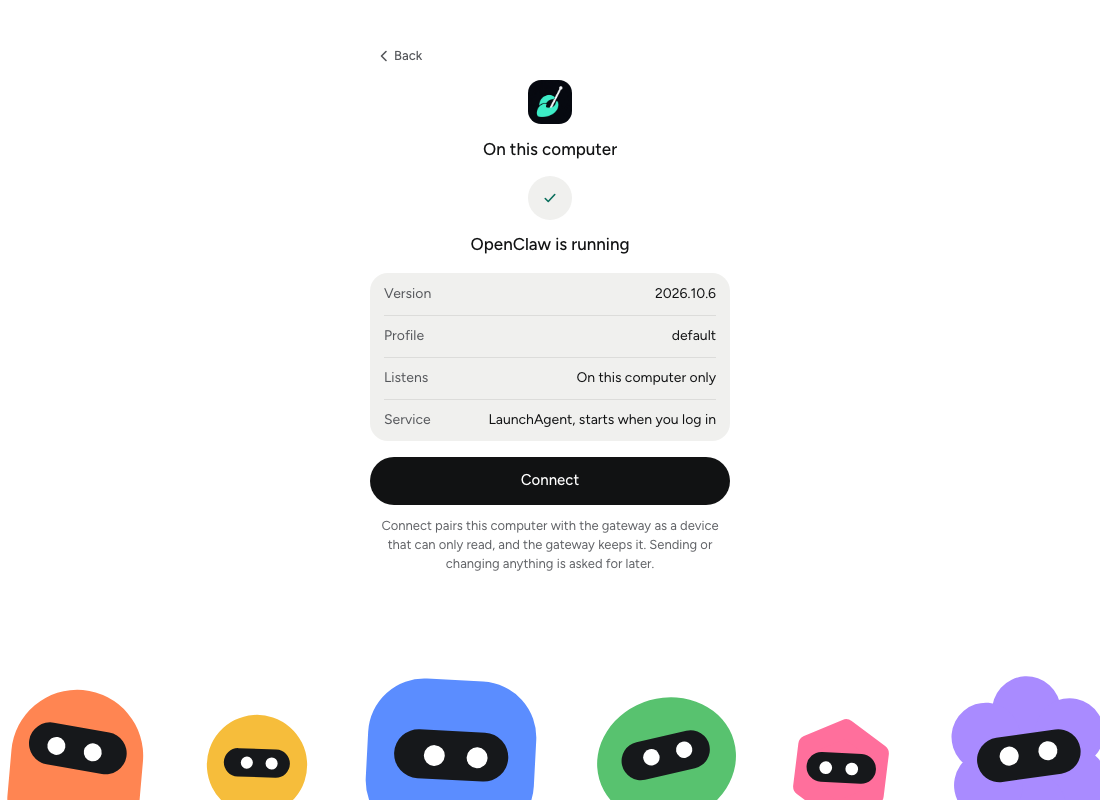 Back
On this computer
OpenClaw is running
Version 2026.10.6
Profile default
Listens On this computer only
Service LaunchAgent, starts when you log in
Connect
Connect pairs this computer with the gateway as a device
that can only read, and the gateway keeps it. Sending or
changing anything is asked for later.